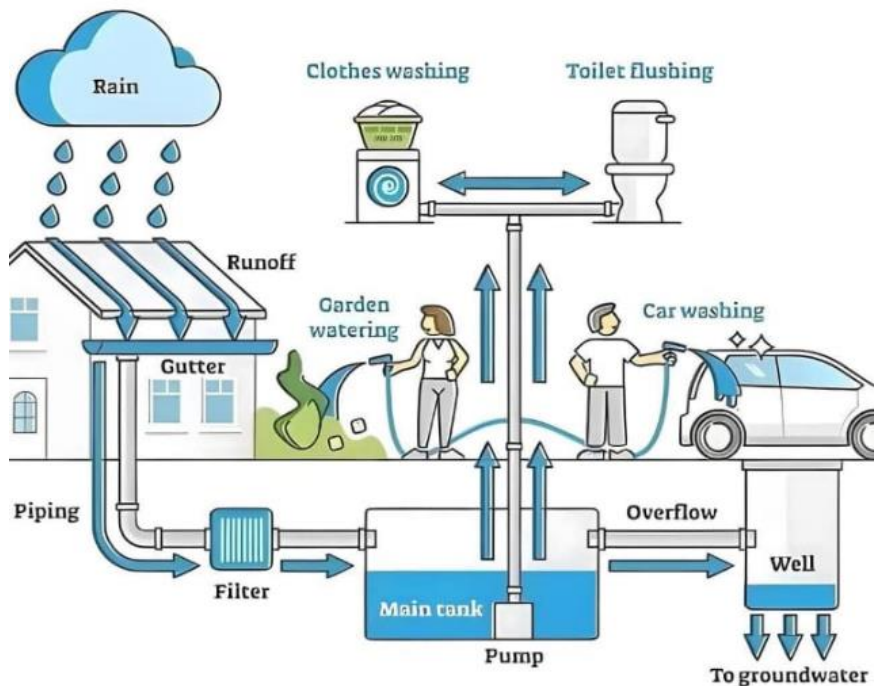 Rain
Clothes washing
Toilet flushing
Runoff
Garden
watering
Car washing
Gutter
Piping
Filter
Main tank
Pump
Overflow
Well
To groundwater